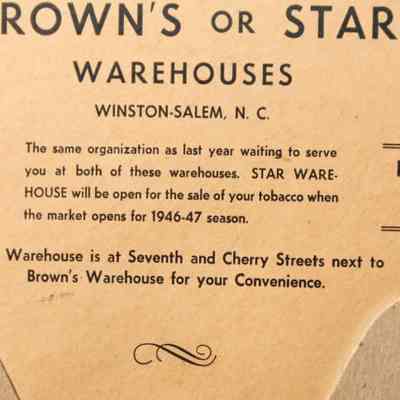 ROWN'S OR STAR
WAREHOUSES
WINSTON-SALEM, N. C.
The same organization as last year waiting to serve
you at both of these warehouses. STAR WARE-
HOUSE will be open for the sale of your tobacco when
the market opens for 1946-47 season.
Warehouse is at Seventh and Cherry Streets next to
Brown's Warehouse for your Convenience.